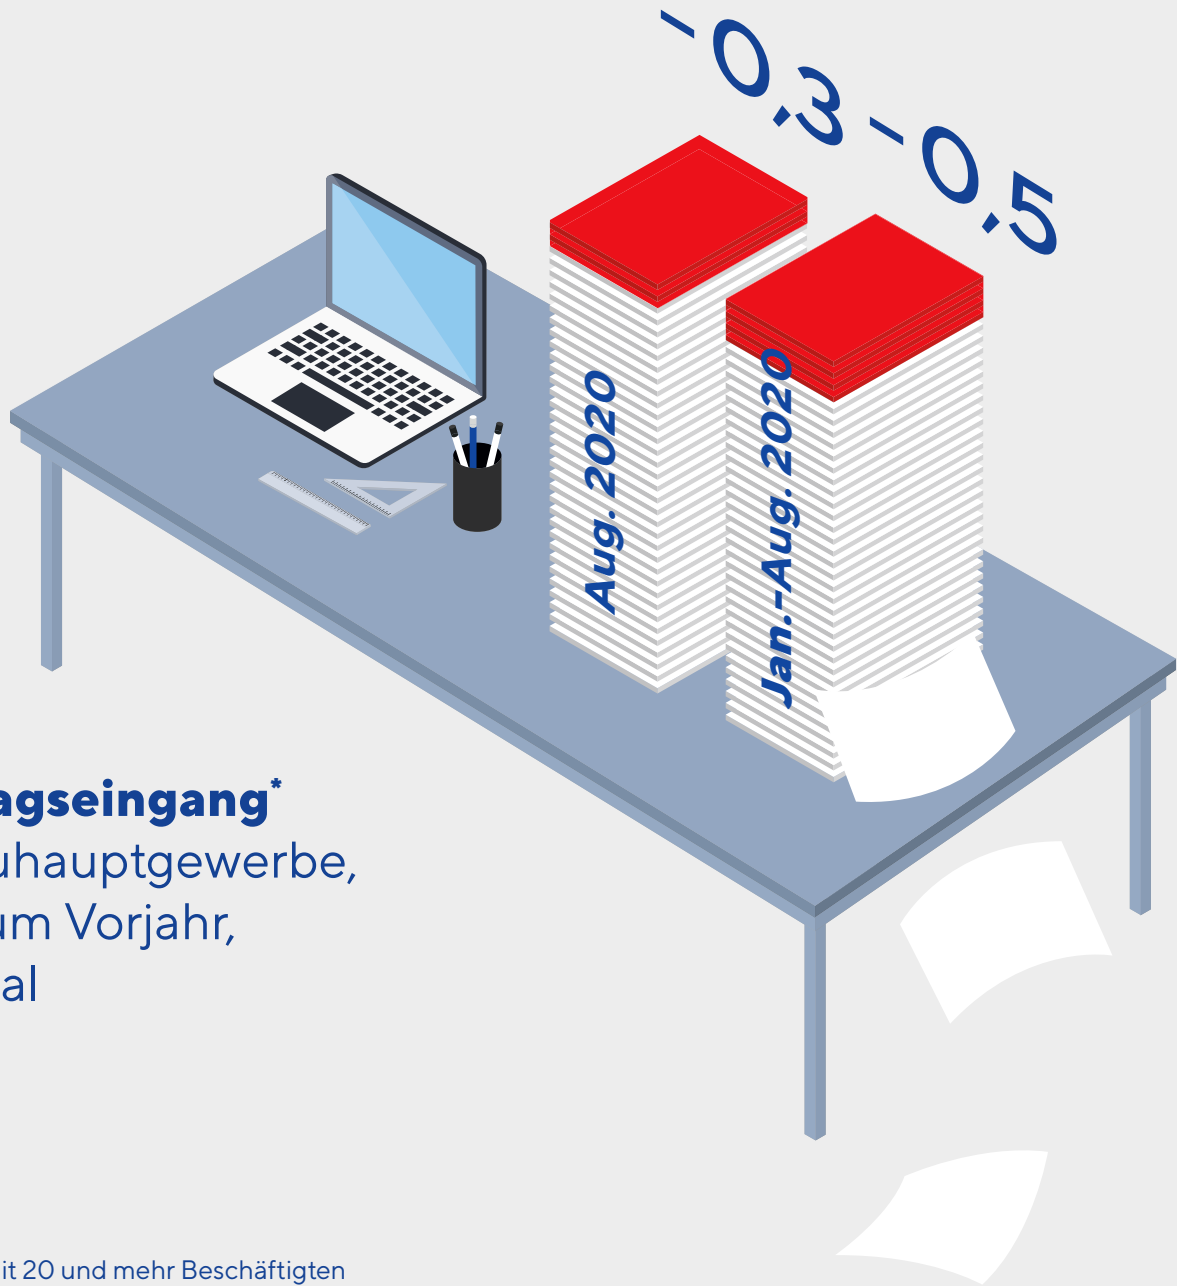 -0,3 -0,5
Aug. 2020
Jan.-Aug. 2020
agseingang*
uhauptgewerbe,
um Vorjahr,
al
it 20 und mehr Beschäftigten